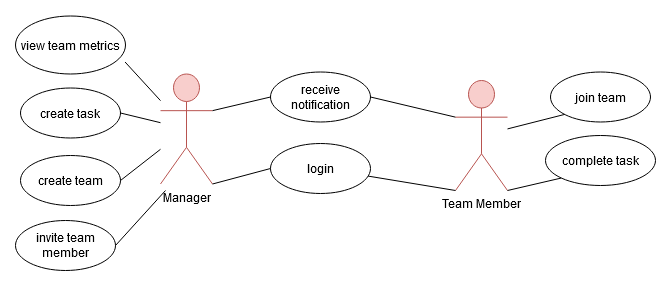 view team metrics
create task
create team
invite team
member
Manager
receive
notification
login
Team Member
join team
complete task